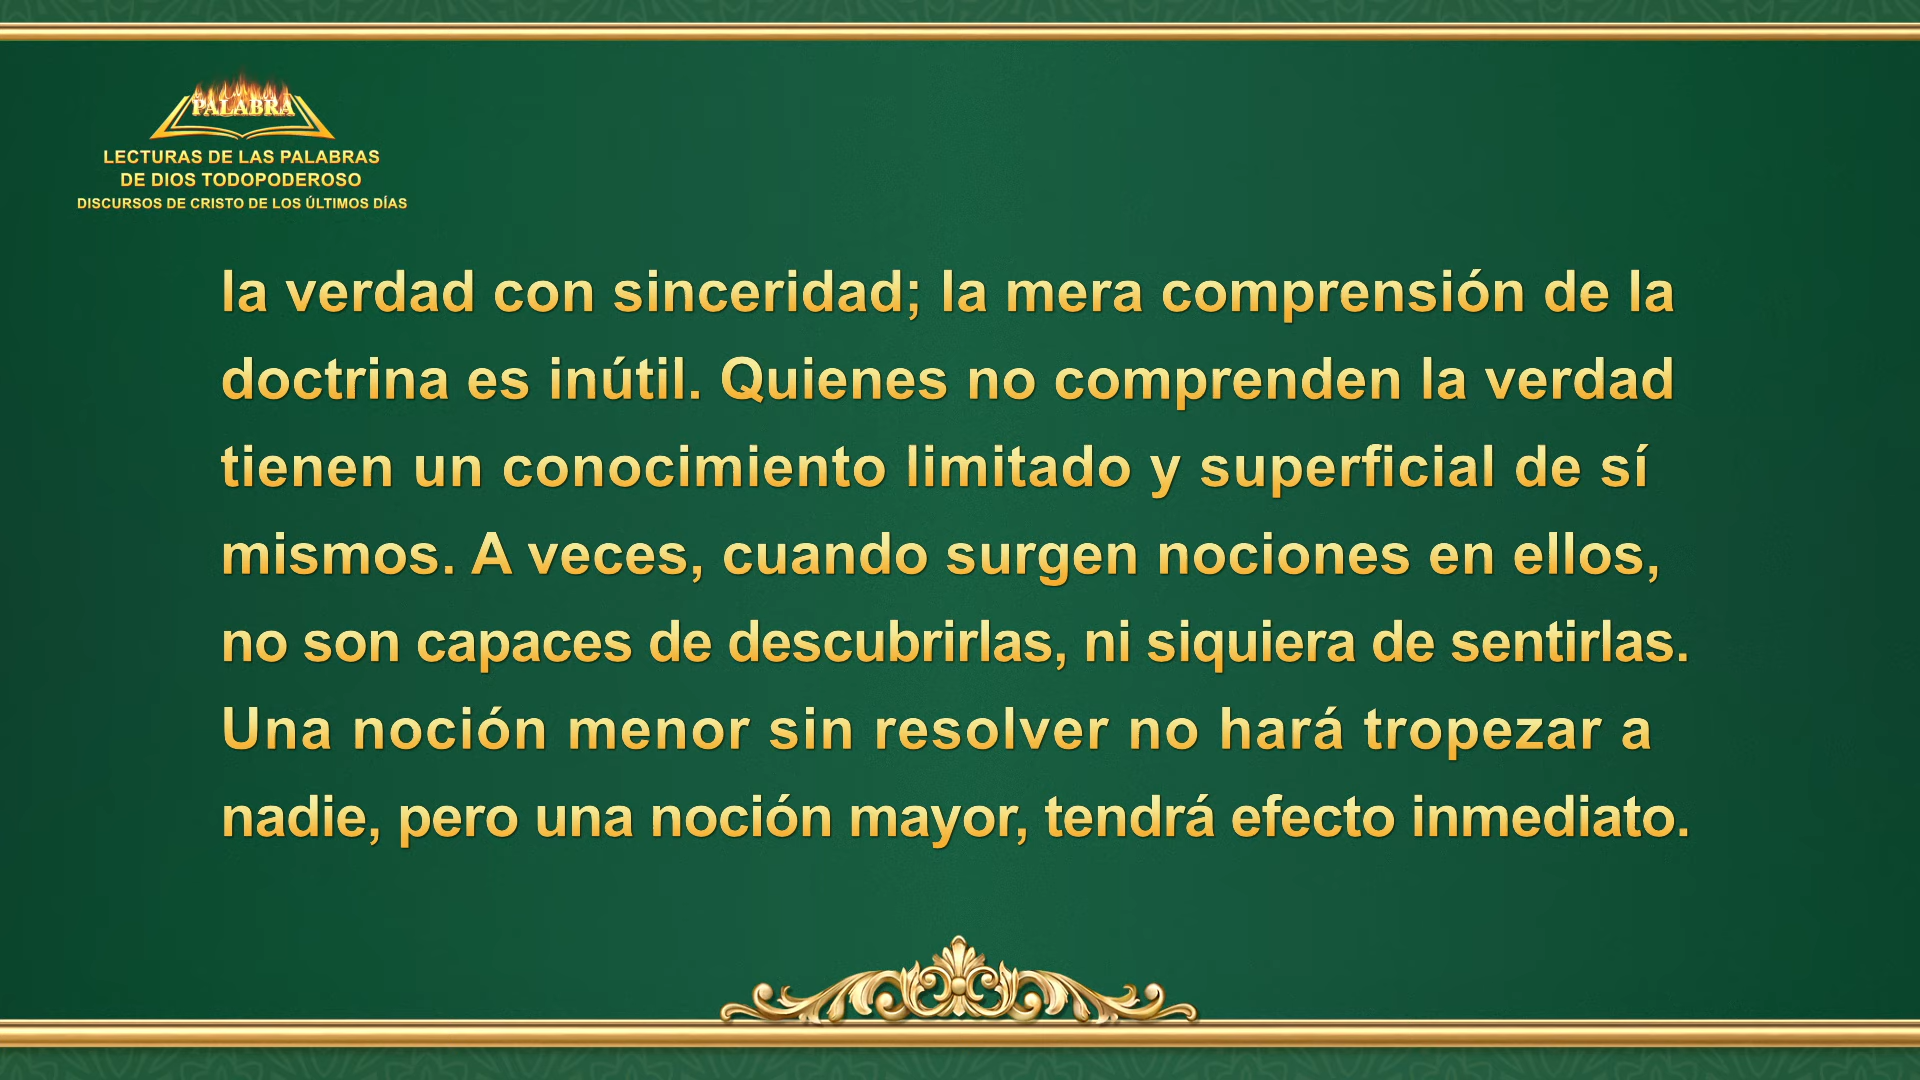 PALABRA
LECTURAS DE LAS PALABRAS
DE DIOS TODOPODEROSO
DISCURSOS DE CRISTO DE LOS ÚLTIMOS DÍAS
la verdad con sinceridad; la mera comprensión de la
doctrina es inútil. Quienes no comprenden la verdad
tienen un conocimiento limitado y superficial de sí
mismos. A veces, cuando surgen nociones en ellos,
no son capaces de descubrirlas, ni siquiera de sentirlas.
Una noción menor sin resolver no hará tropezar a
nadie, pero una noción mayor, tendrá efecto inmediato.